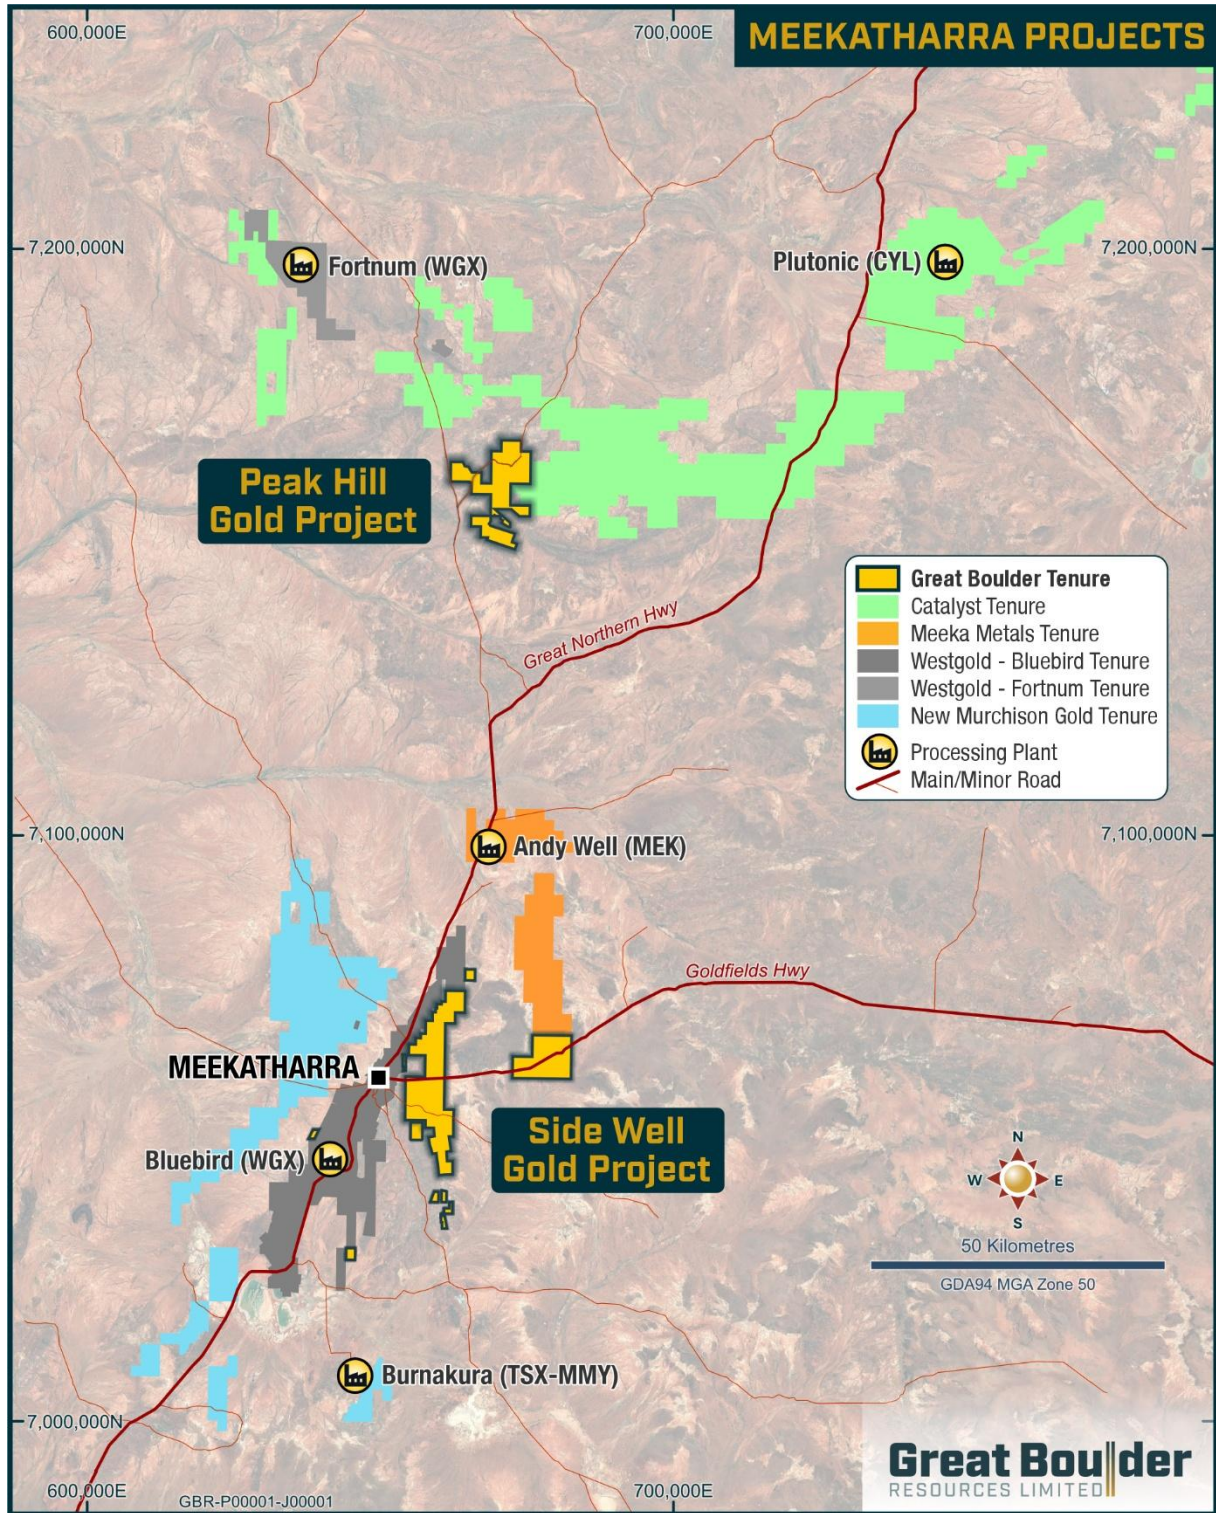 600,000E
700,000E
MEEKATHARRA PROJECTS
7,200,000N
7,200,000N
Fortnum (WGX)
Plutonic (CYL)
Peak Hill
Gold Project
Great Boulder Tenure
Catalyst Tenure
Meeka Metals Tenure
Westgold - Bluebird Tenure
Westgold - Fortnum Tenure
New Murchison Gold Tenure
Processing Plant
Main/Minor Road
Great Northern Hwy
7,100,000N
7,100,000N
Andy Well (MEK)
Goldfields Hwy
MEEKATHARRA
Side Well
Gold Project
Bluebird (WGX)
N
W E
S
50 Kilometres
GDA94 MGA Zone 50
Burnakura (TSX-MMY)
7,000,000N
Great Boulder
RESOURCES LIMITED
600,000E
GBR-P00001-J00001
700,000E